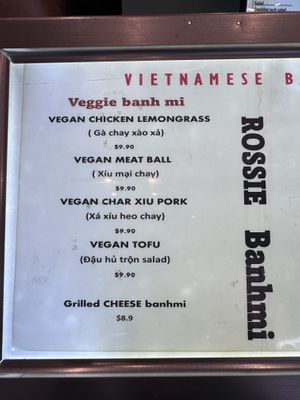 Salad
VIETNAMESE B
Veggie banh mi
VEGAN CHICKEN LEMONGRASS
( Gà chay xào xả)
$9.90
VEGAN MEAT BALL
( Xíu mại chay)
$9.90
VEGAN CHAR XIU PORK
(Xá xíu heo chay)
$9.90
VEGAN TOFU
(Đậu hủ trộn salad)
$9.90
Grilled CHEESE banhmi
$8.9
ROSSIE Banhmi